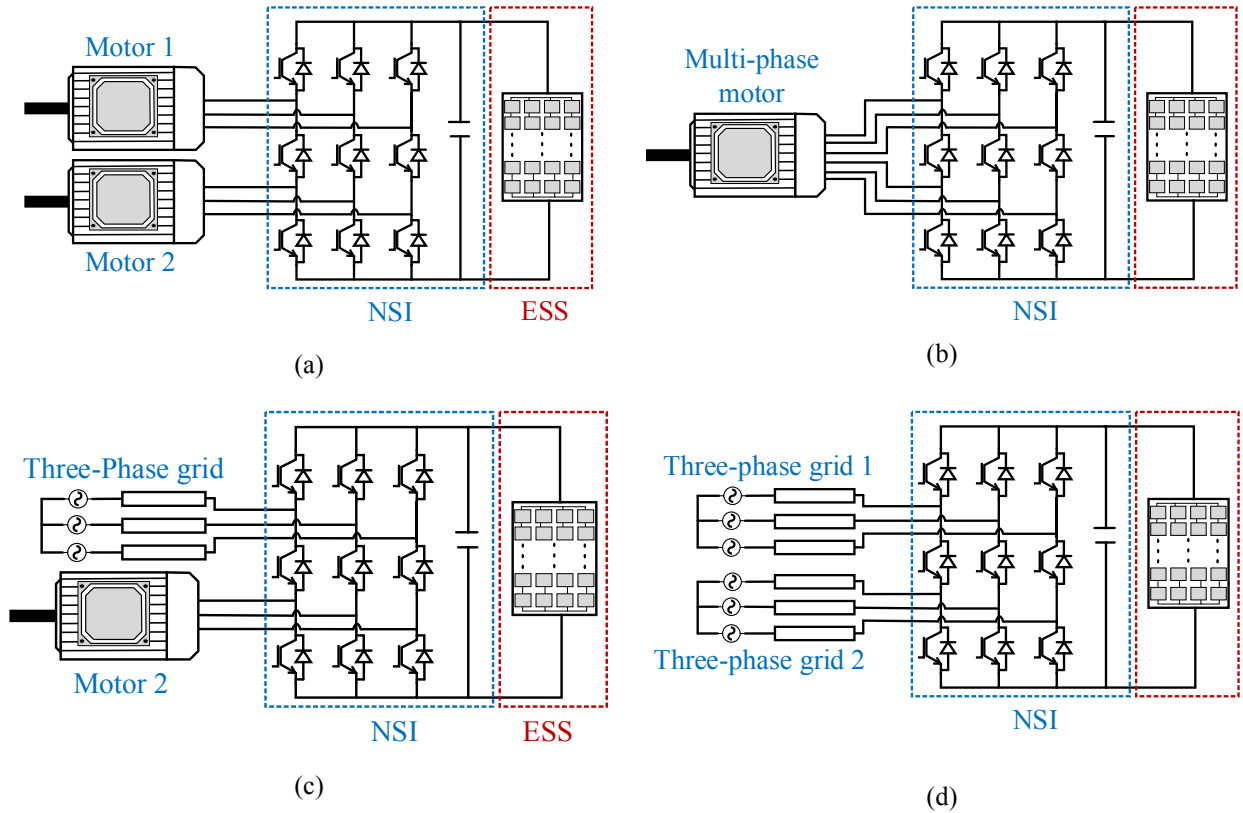 Motor 1
Motor 2
NSI
ESS
(a)
Multi-phase
motor
NSI
(b)
Three-Phase grid
Motor 2
NSI
ESS
(c)
Three-phase grid 1
Three-phase grid 2
NSI
(d)